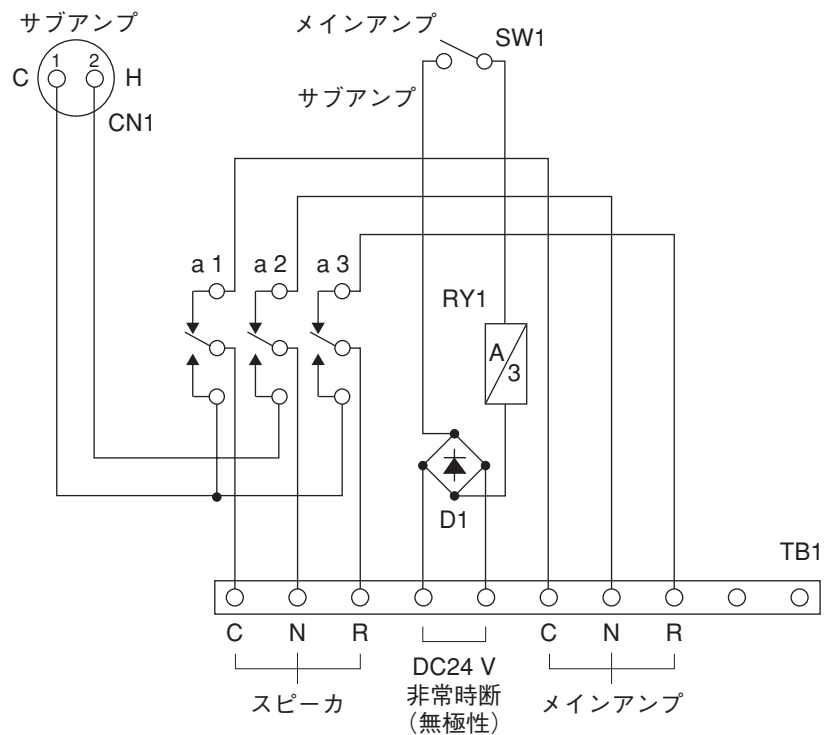 サブアンプ
メインアンプ
SW1
C 1 2 H
CN1
サブアンプ
a 1 a 2 a 3
RY1
A
3
D1
TB1
C N R C N R
スピーカ
DC24 V
非常時断
（無極性）
メインアンプ